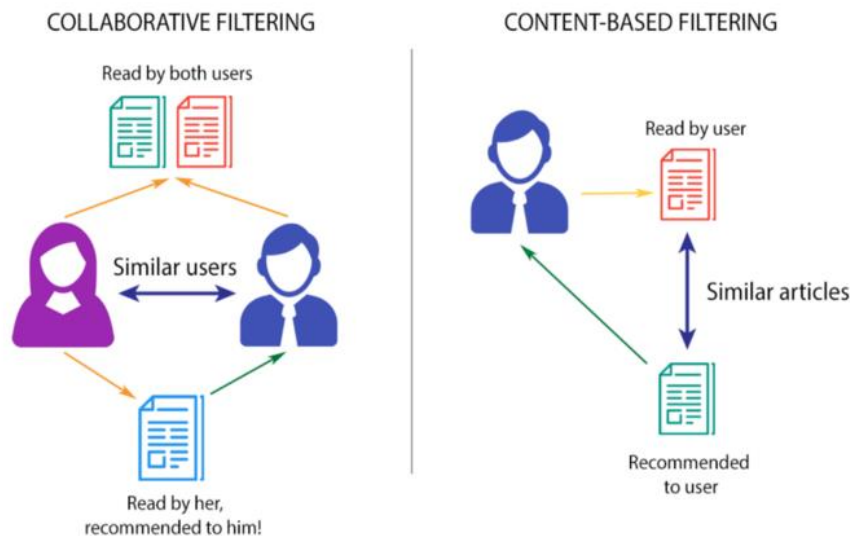 COLLABORATIVE FILTERING
Read by both users
Similar users
Read by her,
recommended to him!
CONTENT-BASED FILTERING
Read by user
Similar articles
Recommended
to user